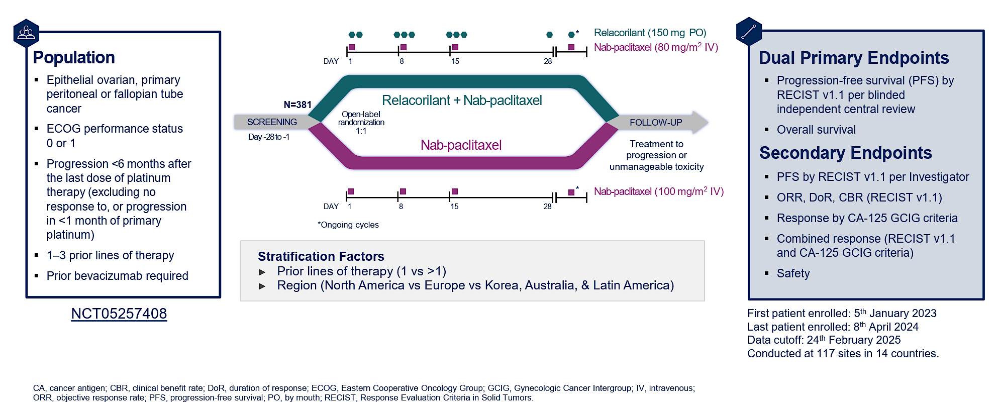 Population
▪ Epithelial ovarian, primary
peritoneal or fallopian tube
cancer
▪ ECOG performance status
0 or 1
▪ Progression <6 months after
the last dose of platinum
therapy (excluding no
response to, or progression
in <1 month of primary
platinum)
▪ 1–3 prior lines of therapy
▪ Prior bevacizumab required
NCT05257408
* Relacorilant (150 mg PO)
Nab-paclitaxel (80 mg/m² IV)
DAY 1 8 15 28
N=381
SCREENING
Day -28 to -1
Open-label
randomization
1:1
Relacorilant + Nab-paclitaxel
Nab-paclitaxel
FOLLOW-UP
Treatment to
progression or
unmanageable toxicity
* Nab-paclitaxel (100 mg/m² IV)
DAY 1 8 15 28
*Ongoing cycles
Stratification Factors
► Prior lines of therapy (1 vs >1)
► Region (North America vs Europe vs Korea, Australia, & Latin America)
Dual Primary Endpoints
▪ Progression-free survival (PFS) by
RECIST v1.1 per blinded
independent central review
▪ Overall survival
Secondary Endpoints
▪ PFS by RECIST v1.1 per Investigator
▪ ORR, DoR, CBR (RECIST v1.1)
▪ Response by CA-125 GCIG criteria
▪ Combined response (RECIST v1.1
and CA-125 GCIG criteria)
▪ Safety
First patient enrolled: 5th January 2023
Last patient enrolled: 8th April 2024
Data cutoff: 24th February 2025
Conducted at 117 sites in 14 countries.
CA, cancer antigen; CBR, clinical benefit rate; DoR, duration of response; ECOG, Eastern Cooperative Oncology Group; GCIG, Gynecologic Cancer Intergroup; IV, intravenous;
ORR, objective response rate; PFS, progression-free survival; PO, by mouth; RECIST, Response Evaluation Criteria in Solid Tumors.